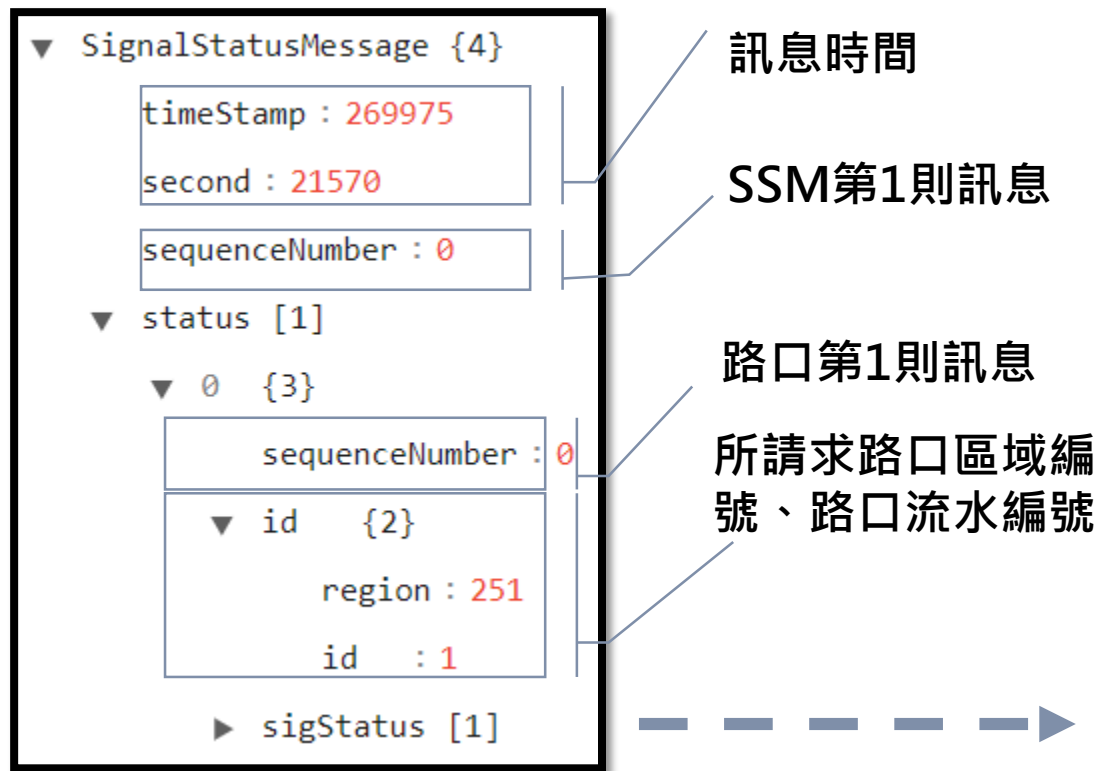 ▼ SignalStatusMessage {4}
timeStamp : 269975
second : 21570
sequenceNumber : 0
▼ status [1]
▼ 0 {3}
sequenceNumber : 0
▼ id {2}
region : 251
id : 1
▶ sigStatus [1]
訊息時間
SSM第1則訊息
路口第1則訊息
所請求路口區域編
號、路口流水編號